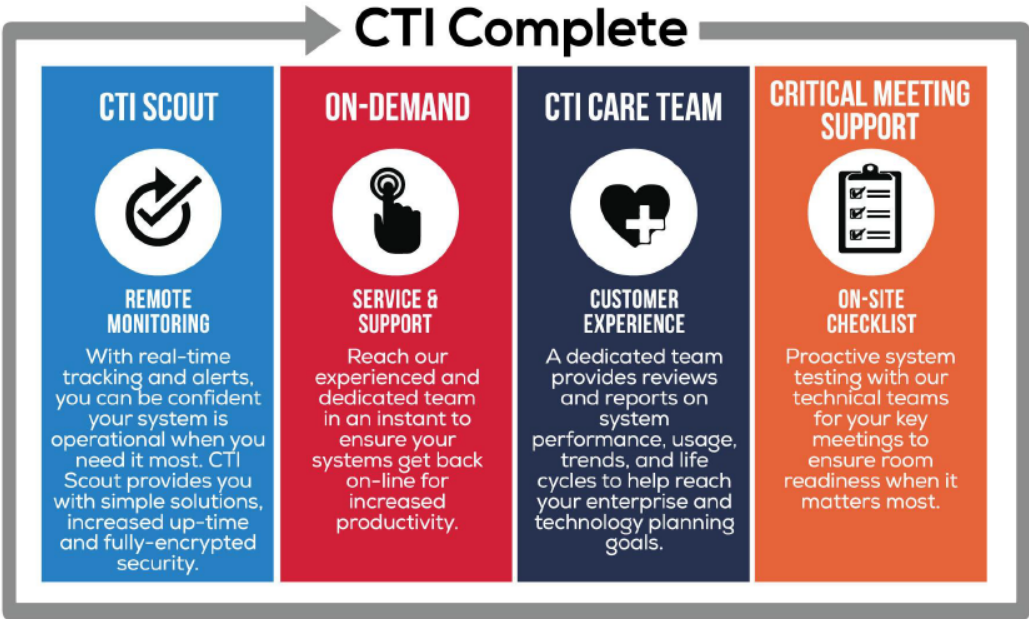 CTI Complete
CTI SCOUT
REMOTE
MONITORING
With real-time
tracking and alerts,
you can be confident
your system is
operational when you
need it most. CTI
Scout provides you
with simple solutions,
increased up-time
and fully-encrypted
security.
ON-DEMAND
SERVICE &
SUPPORT
Reach our
experienced and
dedicated team
in an instant to
ensure your
systems get back
on-line for
increased
productivity.
CTI CARE TEAM
CUSTOMER
EXPERIENCE
A dedicated team
provides reviews
and reports on
system
performance, usage,
trends, and life
cycles to help reach
your enterprise and
technology planning
goals.
CRITICAL MEETING
SUPPORT
ON-SITE
CHECKLIST
Proactive system
testing with our
technical teams
for your key
meetings to
ensure room
readiness when it
matters most.